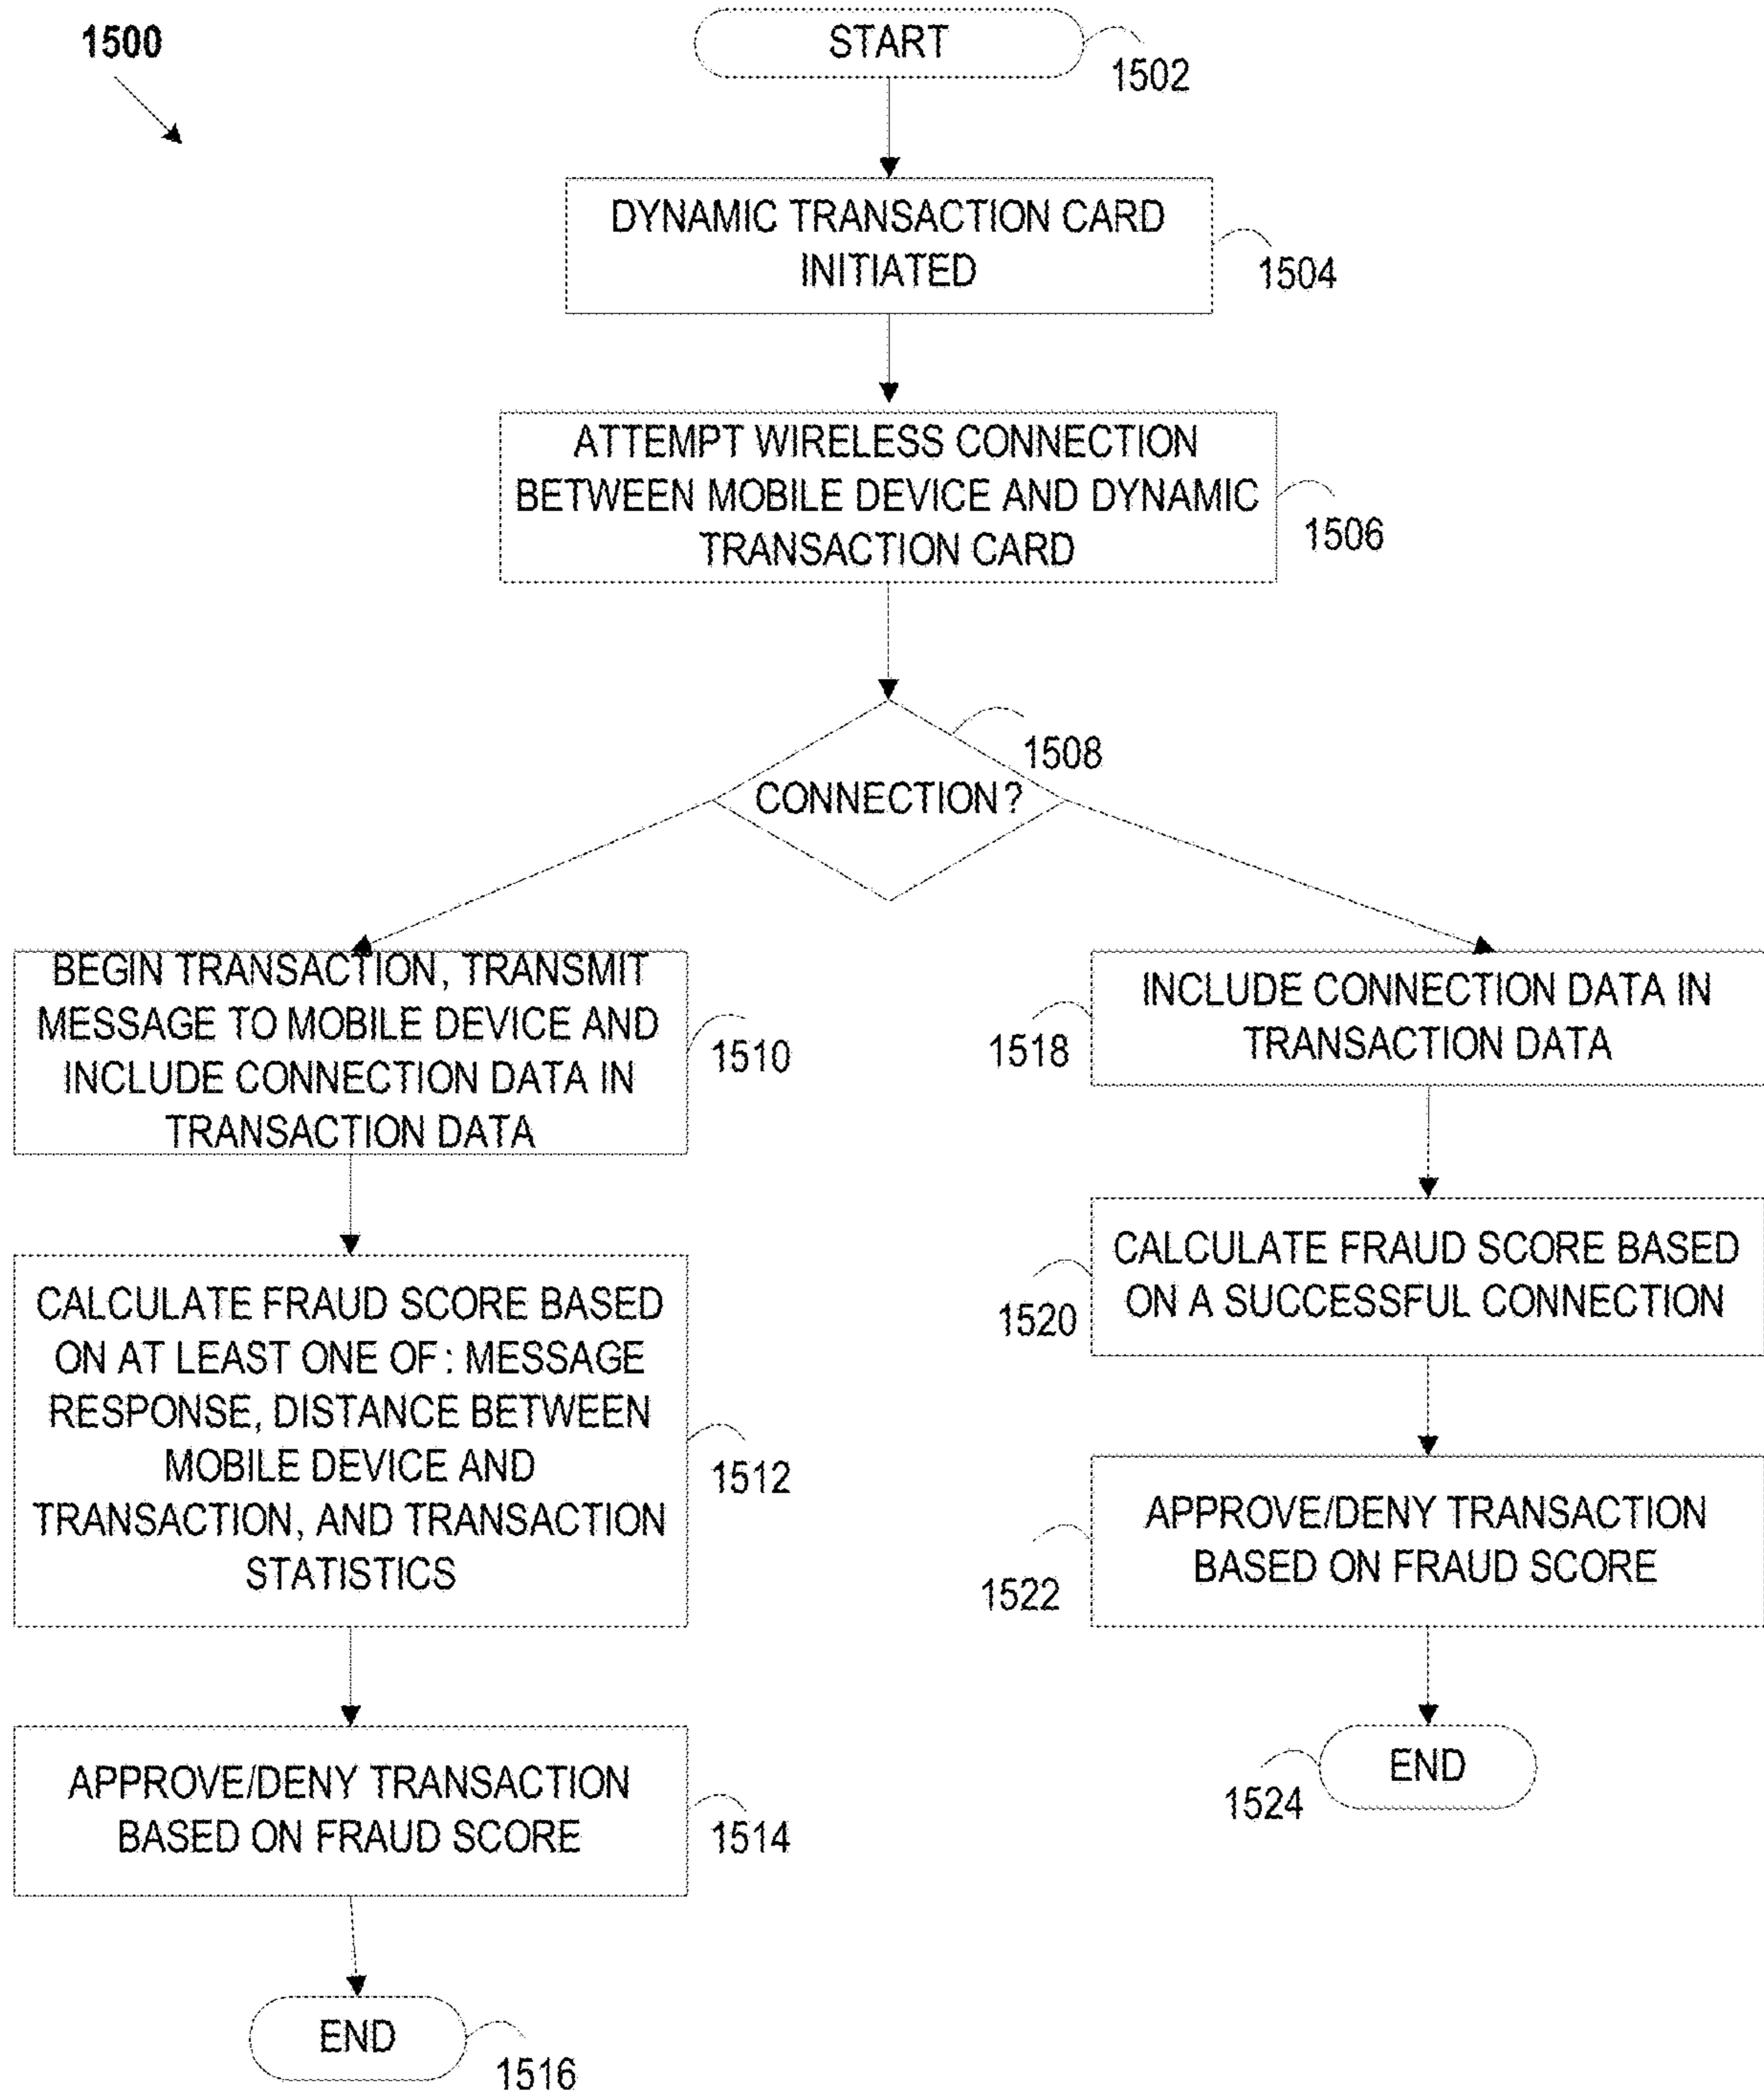 1500
START
1502
DYNAMIC TRANSACTION CARD
INITIATED
1504
ATTEMPT WIRELESS CONNECTION
BETWEEN MOBILE DEVICE AND DYNAMIC
TRANSACTION CARD
1506
1508
CONNECTION?
BEGIN TRANSACTION, TRANSMIT
MESSAGE TO MOBILE DEVICE AND
INCLUDE CONNECTION DATA IN
TRANSACTION DATA
1510
CALCULATE FRAUD SCORE BASED
ON AT LEAST ONE OF: MESSAGE
RESPONSE, DISTANCE BETWEEN
MOBILE DEVICE AND
TRANSACTION, AND TRANSACTION
STATISTICS
1512
APPROVE/DENY TRANSACTION
BASED ON FRAUD SCORE
1514
END
1516
INCLUDE CONNECTION DATA IN
TRANSACTION DATA
1518
CALCULATE FRAUD SCORE BASED
ON A SUCCESSFUL CONNECTION
1520
APPROVE/DENY TRANSACTION
BASED ON FRAUD SCORE
1522
END
1524